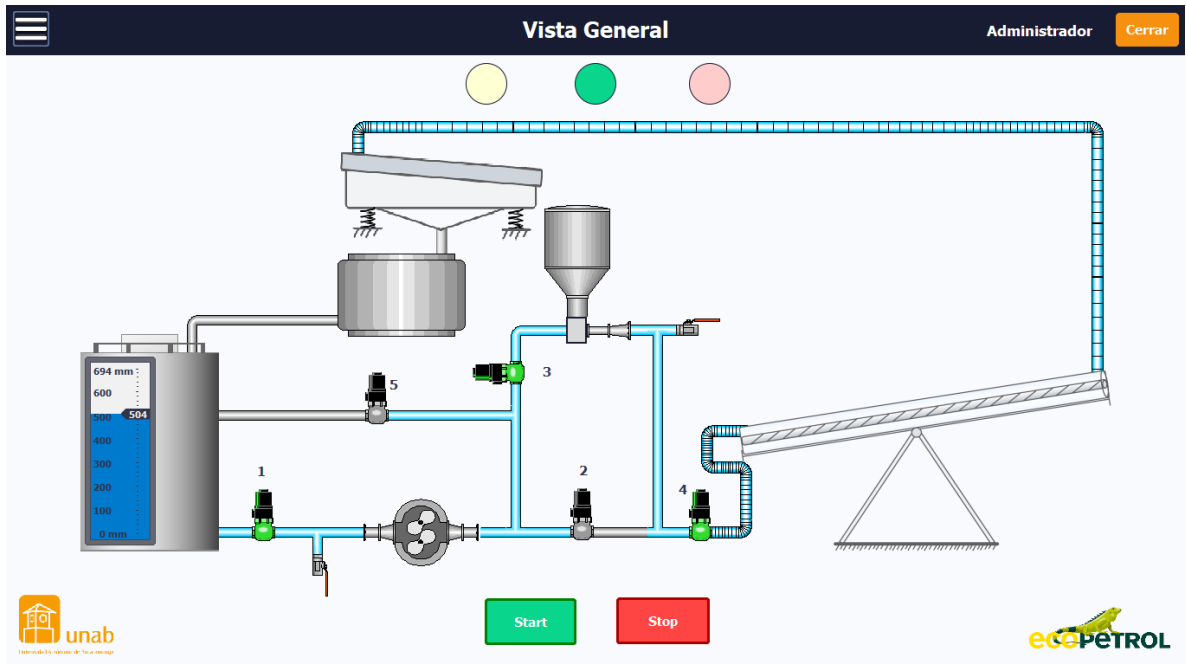 Vista General
Administrador
Cerrar
694 mm
600
500
504
400
300
200
100
0 mm
5
3
1
2
4
Start
Stop
unab
ecoPETROL